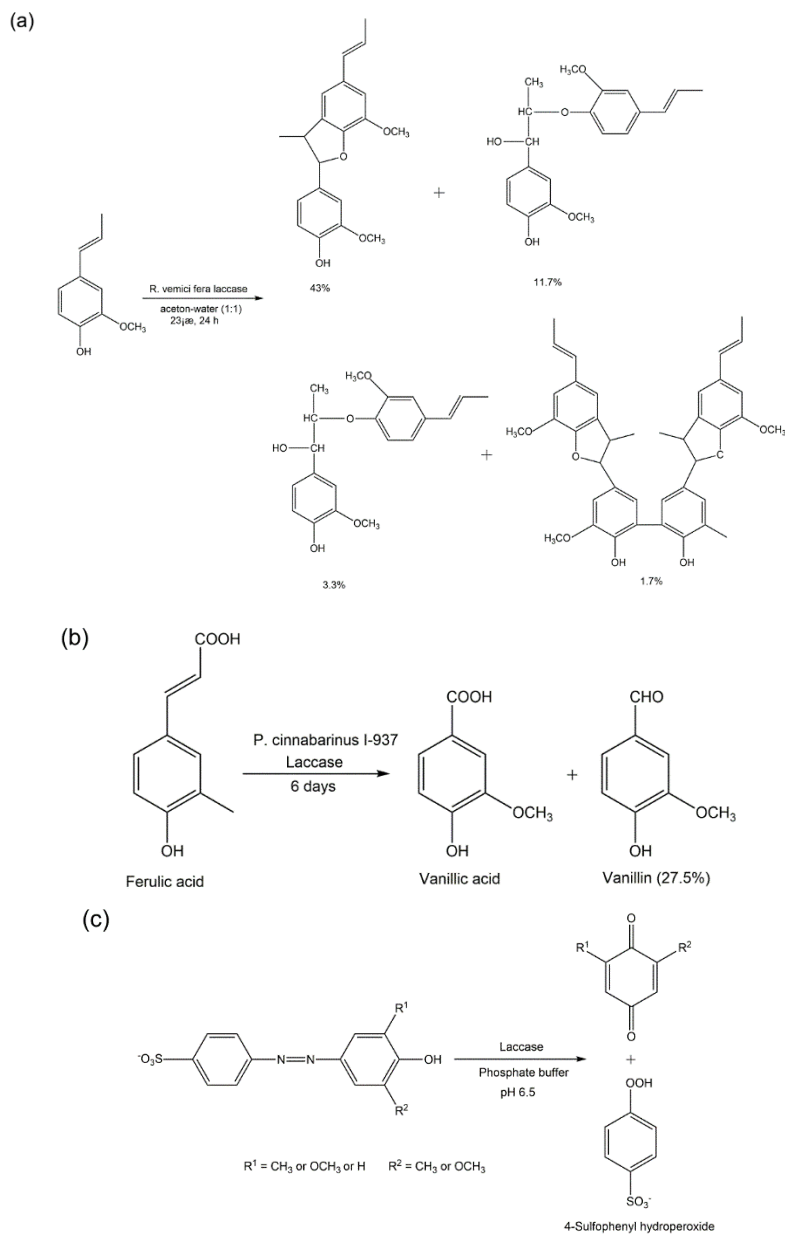 (a)
OCH₃
O
OCH₃
OH
43%
+
H₃CO
CH₃
HC
O
HO
CH
OCH₃
OH
11.7%
OCH₃
OH
R. vemici fera laccase
aceton-water (1:1)
23¡æ, 24 h
H₃CO
CH₃
HC
O
HO
CH
OCH₃
OH
3.3%
+
H₃CO
O
H₃CO
OH
OCH₃
C
OH
1.7%
(b)
COOH
OH
Ferulic acid
P. cinnabarinus I-937
Laccase
6 days
COOH
OCH₃
OH
Vanillic acid
+
CHO
OCH₃
OH
Vanillin (27.5%)
(c)
⁻O₃S
N
N
R¹
OH
R²
R¹ = CH₃ or OCH₃ or H R² = CH₃ or OCH₃
Laccase
Phosphate buffer
pH 6.5
O
R¹
R²
O
+
OOH
SO₃⁻
4-Sulfophenyl hydroperoxide